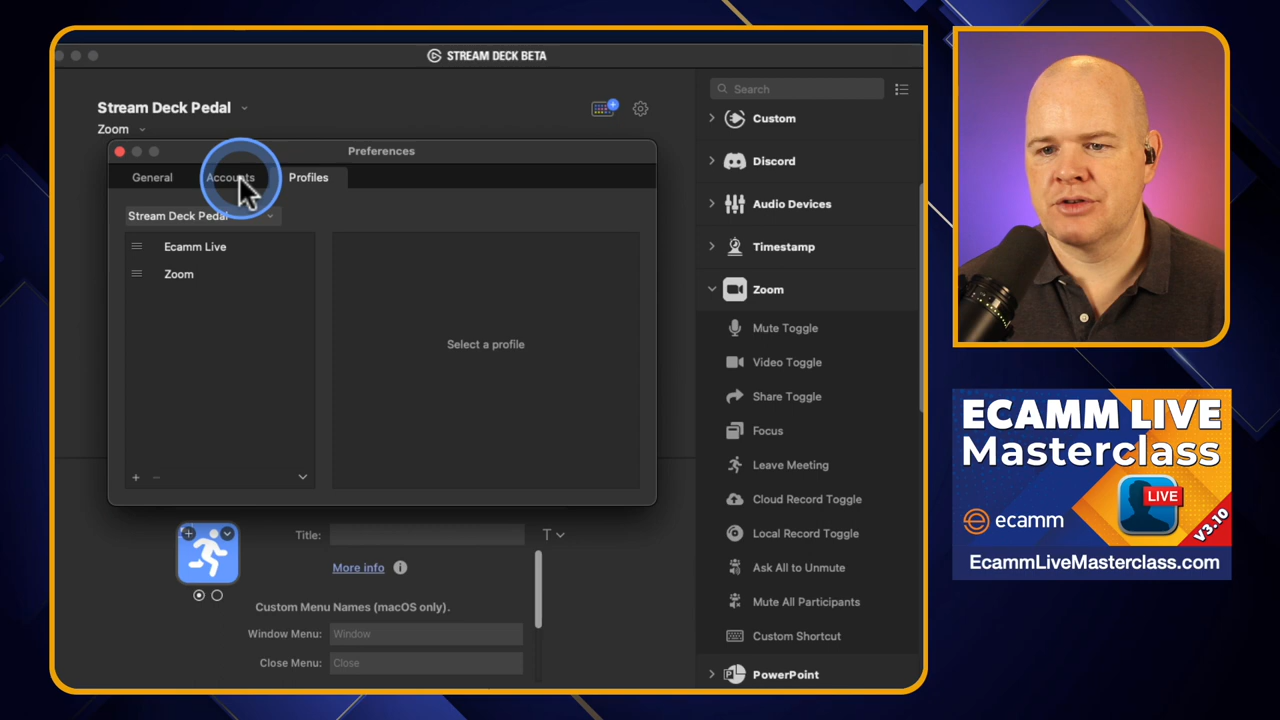 STREAM DECK BETA
Stream Deck Pedal
Zoom
Preferences
General
Accounts
Profiles
Stream Deck Pedal
Ecamm Live
Zoom
Select a profile
Title:
T
More info
Custom Menu Names (macOS only).
Window Menu:
Window
Close Menu:
Close
Search
Custom
Discord
Audio Devices
Timestamp
Zoom
Mute Toggle
Video Toggle
Share Toggle
Focus
Leave Meeting
Cloud Record Toggle
Local Record Toggle
Ask All to Unmute
Mute All Participants
Custom Shortcut
PowerPoint
ECAMM LIVE
Masterclass
LIVE
ecamm
v3.10
EcammLiveMasterclass.com